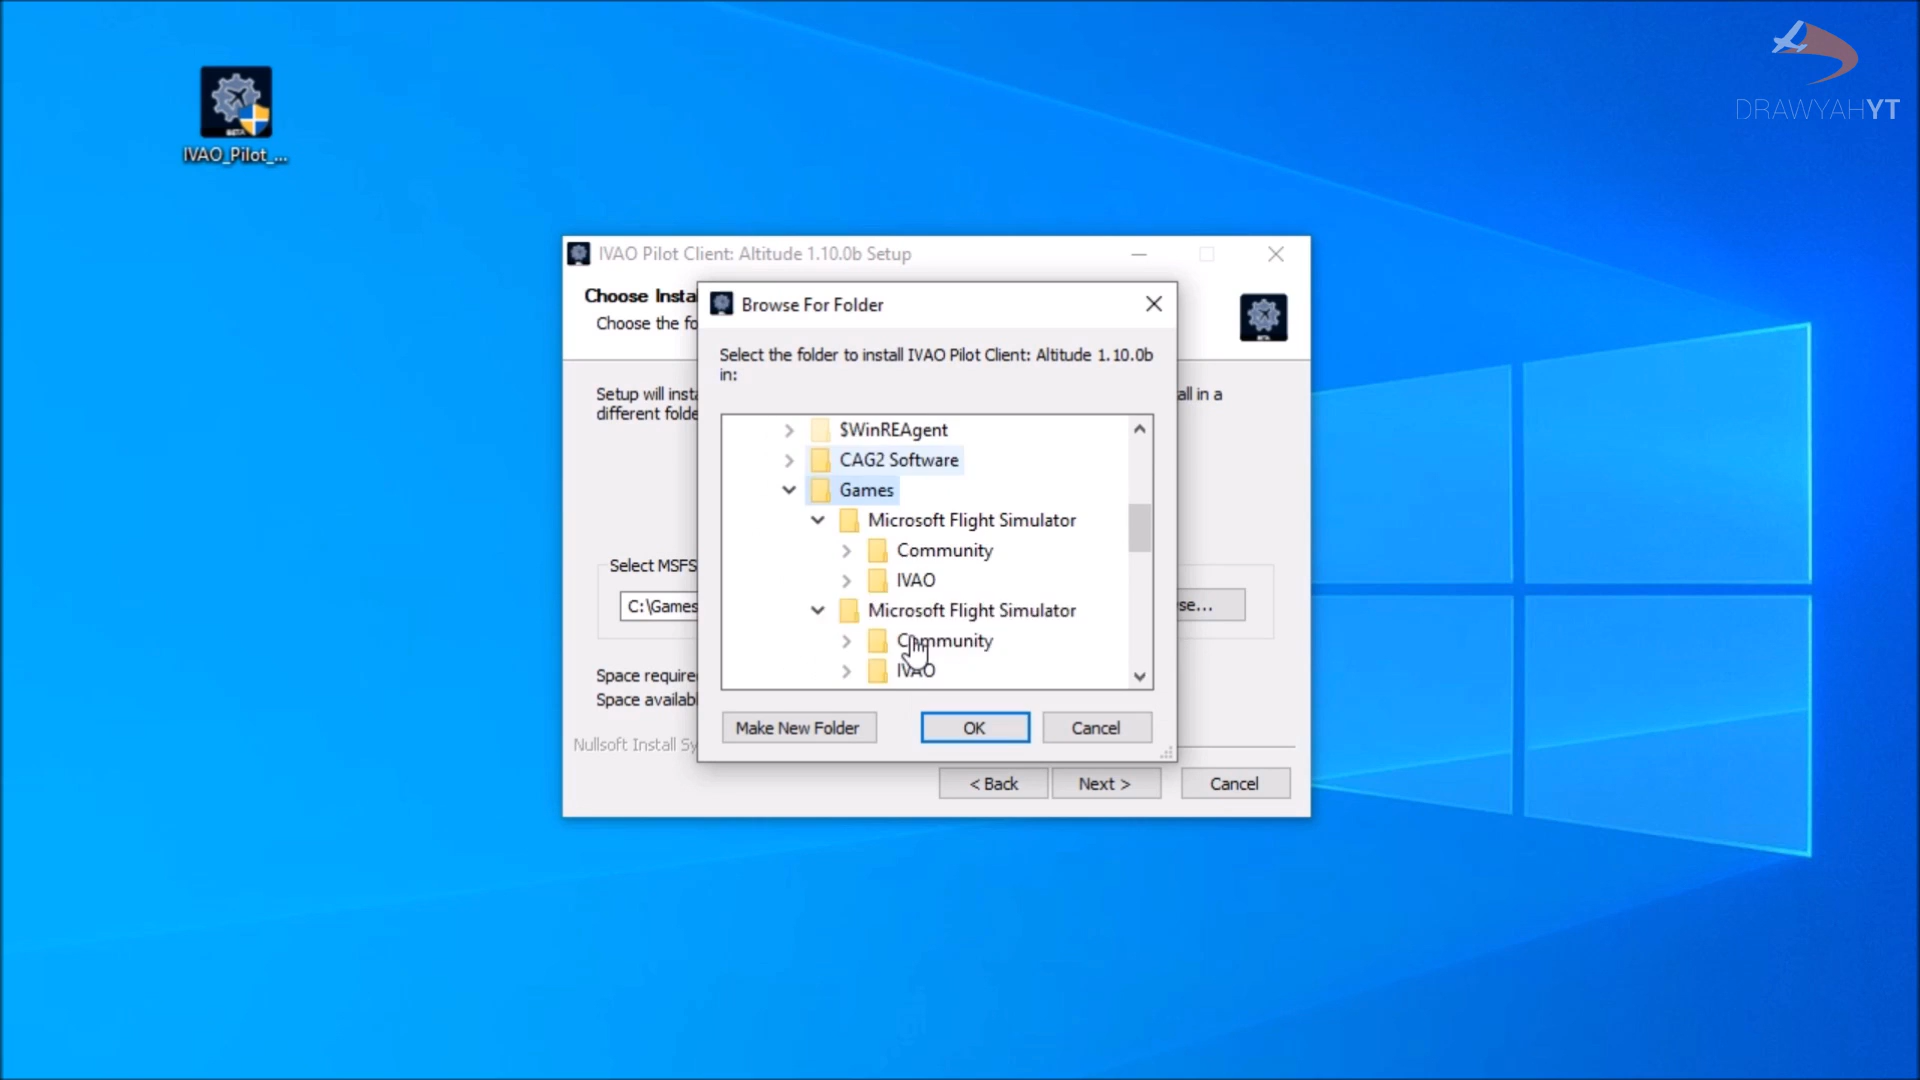 DRAWYAHYT
BETA
IVAO_Pilot_...
IVAO Pilot Client: Altitude 1.10.0b Setup
Choose Insta
Choose the fo
BETA
Setup will insta
all in a
different folde
Select MSFS
C:\Games
se...
Space require
Space availab
Nullsoft Install Sy
< Back
Next >
Cancel
Browse For Folder
Select the folder to install IVAO Pilot Client: Altitude 1.10.0b
in:
$WinREAgent
CAG2 Software
Games
Microsoft Flight Simulator
Community
IVAO
Microsoft Flight Simulator
Community
IVAO
Make New Folder
OK
Cancel